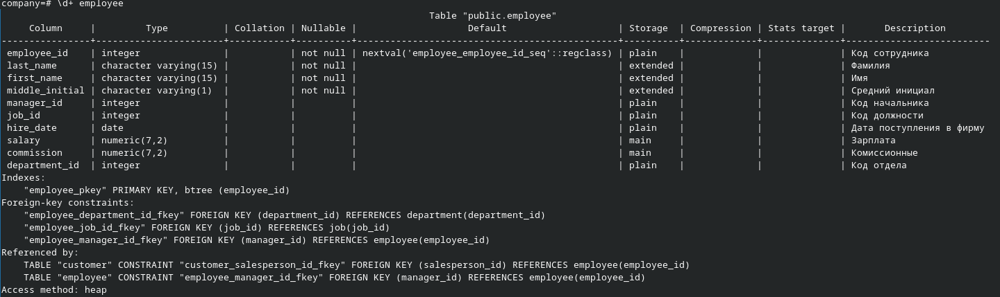 company=# \d+ employee
                                                                             Table "public.employee"
     Column     |         Type          | Collation | Nullable |                    Default                    | Storage  | Compression | Stats target |       Description       
----------------+-----------------------+-----------+----------+-----------------------------------------------+----------+-------------+--------------+-------------------------
 employee_id    | integer               |           | not null | nextval('employee_employee_id_seq'::regclass) | plain    |             |              | Код сотрудника
 last_name      | character varying(15) |           | not null |                                               | extended |             |              | Фамилия
 first_name     | character varying(15) |           | not null |                                               | extended |             |              | Имя
 middle_initial | character varying(1)  |           | not null |                                               | extended |             |              | Средний инициал
 manager_id     | integer               |           |          |                                               | plain    |             |              | Код начальника
 job_id         | integer               |           |          |                                               | plain    |             |              | Код должности
 hire_date      | date                  |           |          |                                               | plain    |             |              | Дата поступления в фирму
 salary         | numeric(7,2)          |           |          |                                               | main     |             |              | Зарплата
 commission     | numeric(7,2)          |           |          |                                               | main     |             |              | Комиссионные
 department_id  | integer               |           |          |                                               | plain    |             |              | Код отдела
Indexes:
    "employee_pkey" PRIMARY KEY, btree (employee_id)
Foreign-key constraints:
    "employee_department_id_fkey" FOREIGN KEY (department_id) REFERENCES department(department_id)
    "employee_job_id_fkey" FOREIGN KEY (job_id) REFERENCES job(job_id)
    "employee_manager_id_fkey" FOREIGN KEY (manager_id) REFERENCES employee(employee_id)
Referenced by:
    TABLE "customer" CONSTRAINT "customer_salesperson_id_fkey" FOREIGN KEY (salesperson_id) REFERENCES employee(employee_id)
    TABLE "employee" CONSTRAINT "employee_manager_id_fkey" FOREIGN KEY (manager_id) REFERENCES employee(employee_id)
Access method: heap